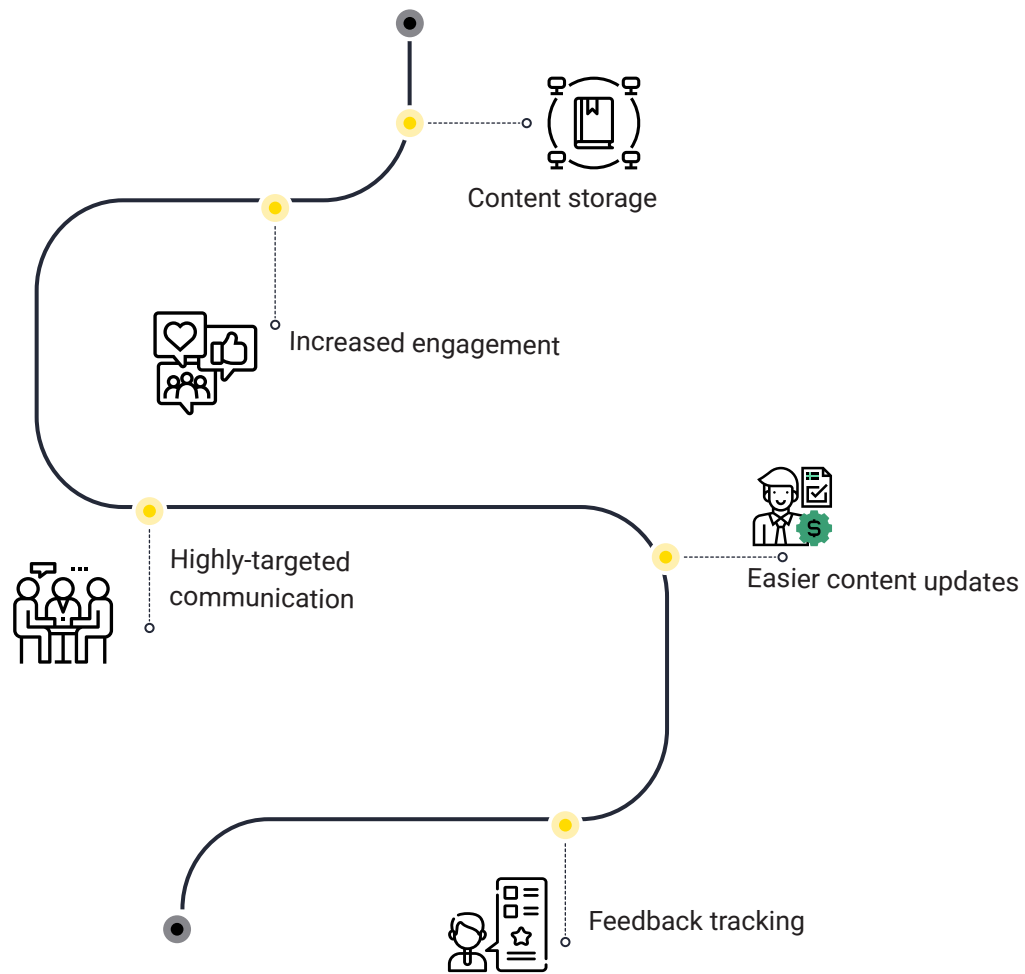 Content storage
Increased engagement
Highly-targeted
communication
Easier content updates
$
Feedback tracking